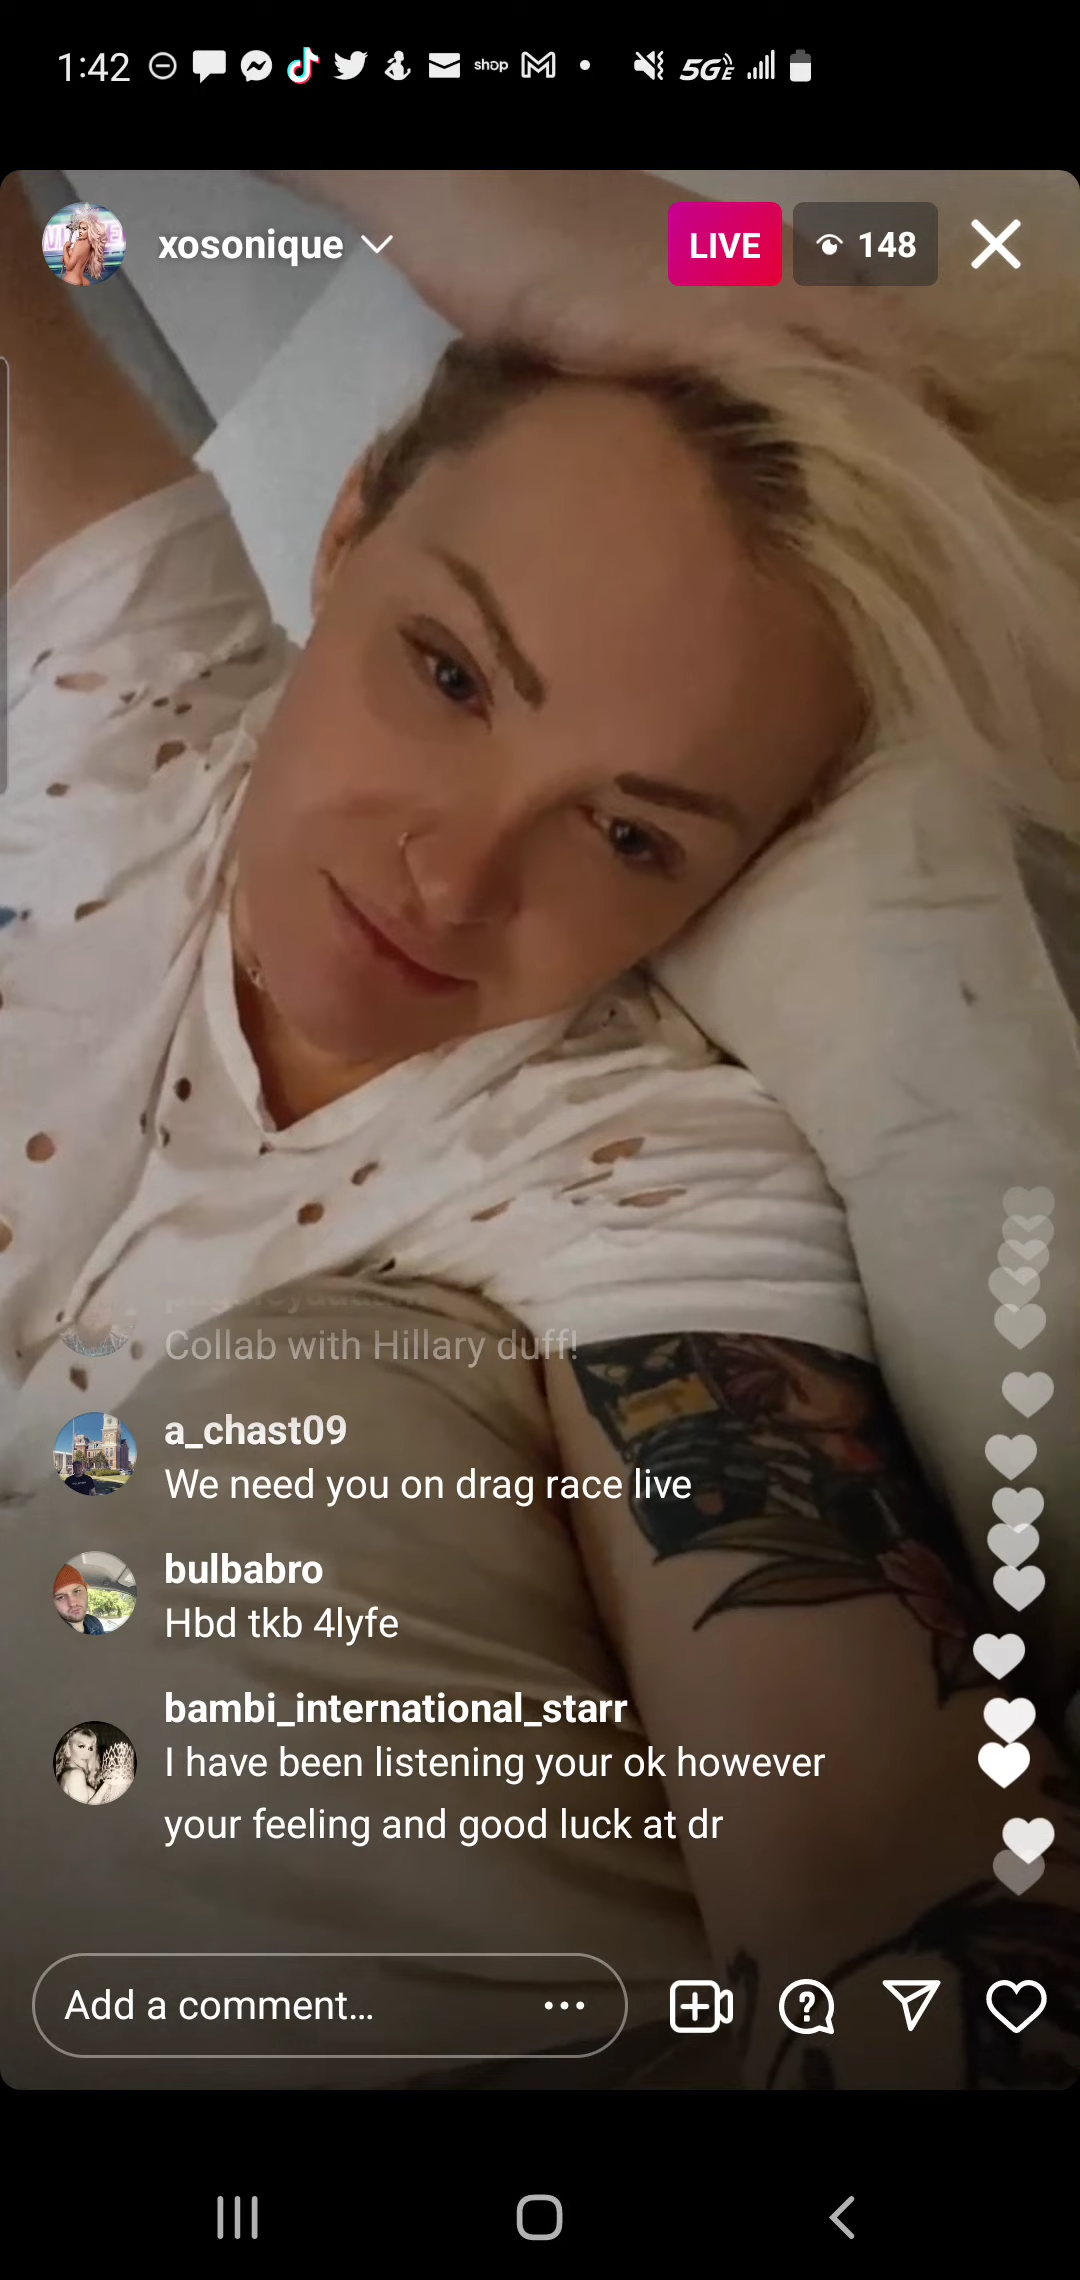 1:42 shop 5GE
xosonique LIVE 148
Collab with Hillary duff!
a_chast09
We need you on drag race live
bulbabro
Hbd tkb 4lyfe
bambi_international_starr
I have been listening your ok however
your feeling and good luck at dr
Add a comment...